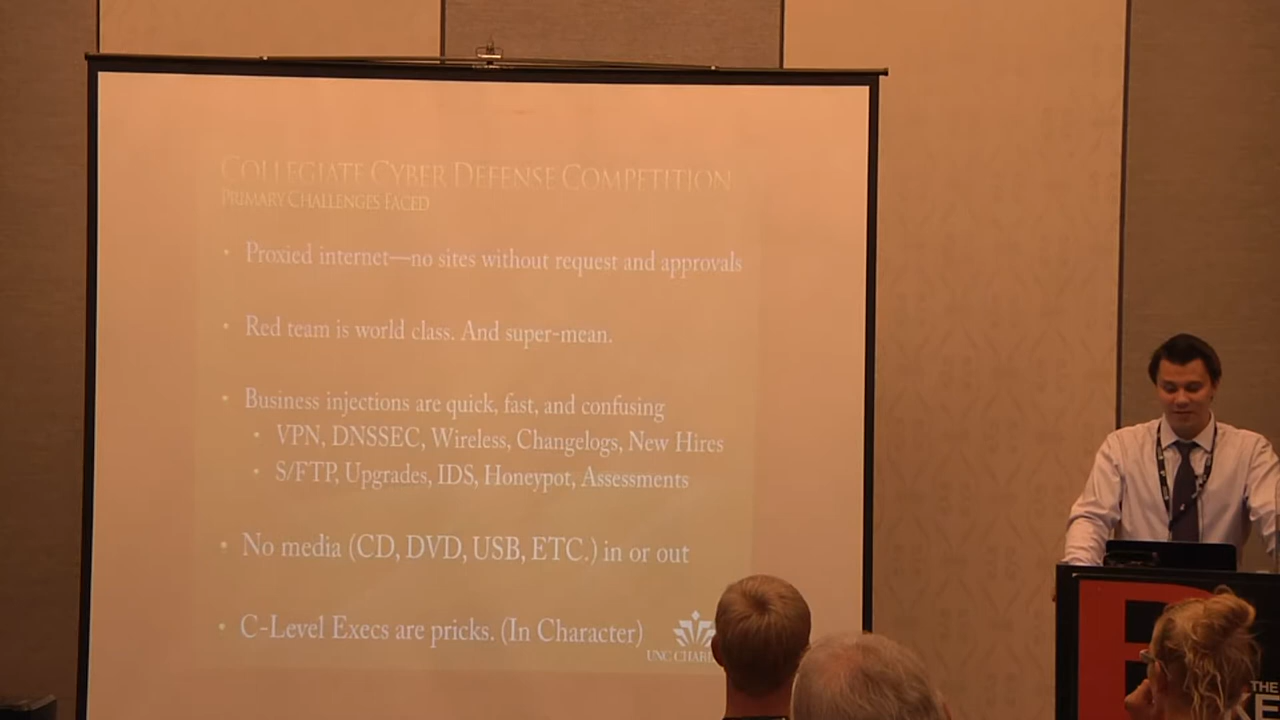 COLLEGIATE CYBER DEFENSE COMPETITION
PRIMARY CHALLENGES FACED
• Proxied internet—no sites without request and approvals
• Red team is world class. And super-mean.
• Business injections are quick, fast, and confusing
• VPN, DNSSEC, Wireless, Changelogs, New Hires
• S/FTP, Upgrades, IDS, Honeypot, Assessments
• No media (CD, DVD, USB, ETC.) in or out
• C-Level Execs are pricks. (In Character)
UNC
THE